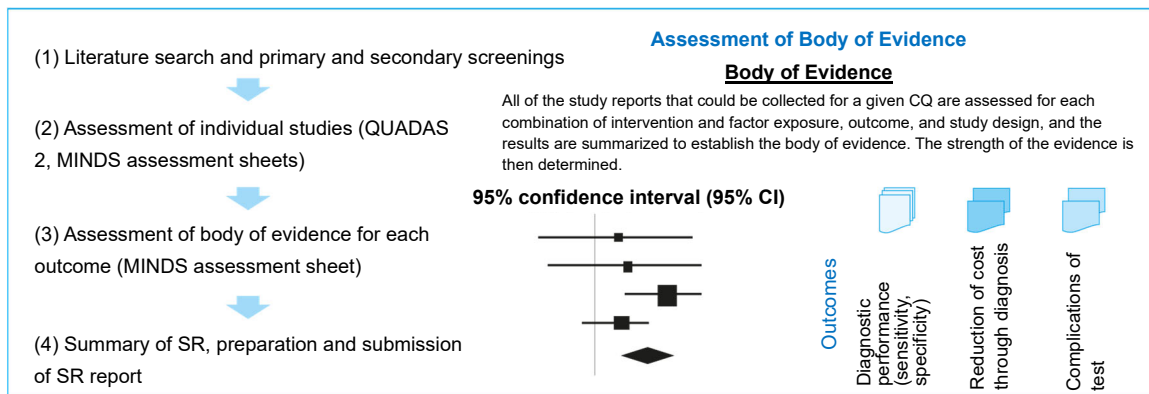 (1) Literature search and primary and secondary screenings
(2) Assessment of individual studies (QUADAS
2, MINDS assessment sheets)
(3) Assessment of body of evidence for each
outcome (MINDS assessment sheet)
(4) Summary of SR, preparation and submission
of SR report
Assessment of Body of Evidence
Body of Evidence
All of the study reports that could be collected for a given CQ are assessed for each
combination of intervention and factor exposure, outcome, and study design, and the
results are summarized to establish the body of evidence. The strength of the evidence is
then determined.
95% confidence interval (95% CI)
Outcomes
Diagnostic
performance
(sensitivity,
specificity)
Reduction of cost
through diagnosis
Complications of
test